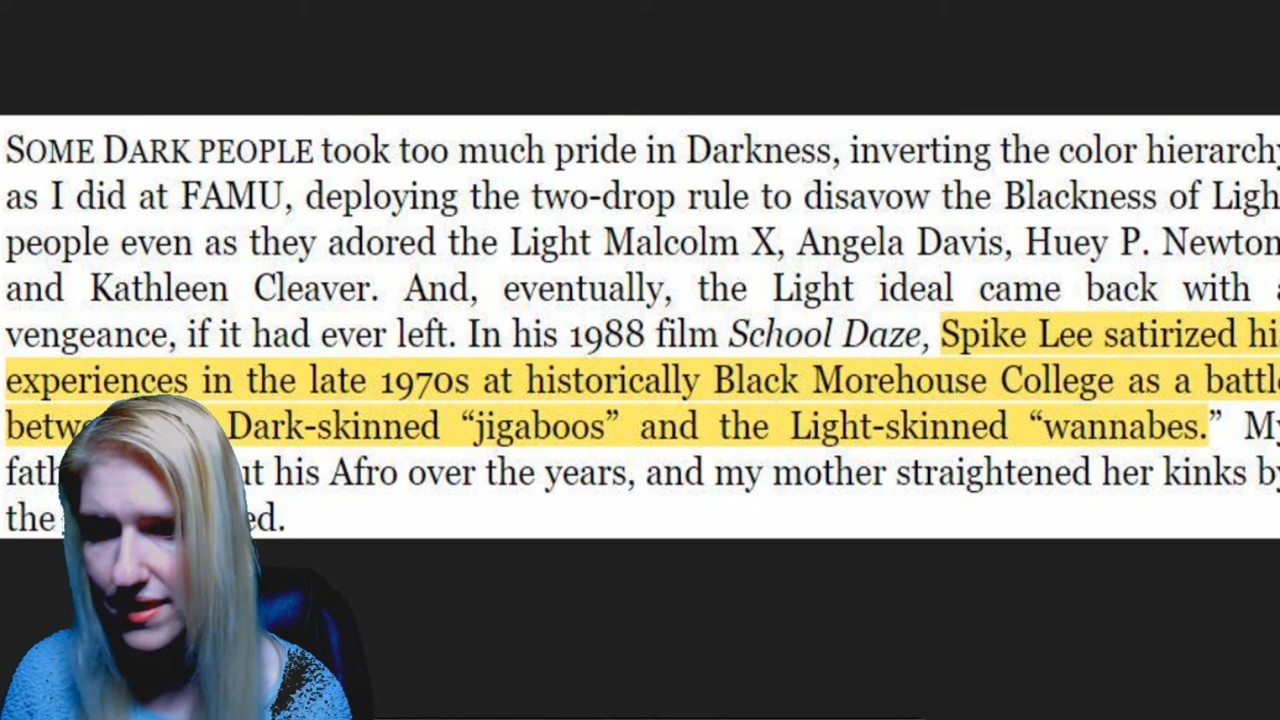 SOME DARK PEOPLE took too much pride in Darkness, inverting the color hierarchy
as I did at FAMU, deploying the two-drop rule to disavow the Blackness of Light
people even as they adored the Light Malcolm X, Angela Davis, Huey P. Newton
and Kathleen Cleaver. And, eventually, the Light ideal came back with a
vengeance, if it had ever left. In his 1988 film School Daze, Spike Lee satirized his
experiences in the late 1970s at historically Black Morehouse College as a battle
Dark-skinned “jigaboos” and the Light-skinned “wannabes.” My
his Afro over the years, and my mother straightened her kinks by
the